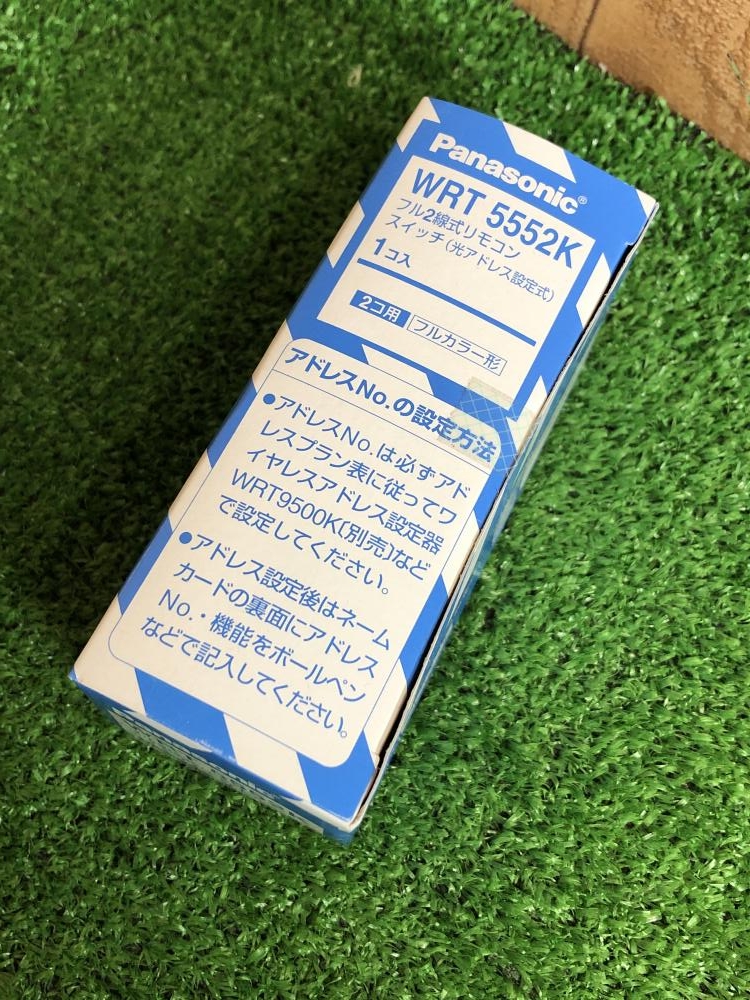 Panasonic®
WRT 5552K
フル2線式リモコン
スイッチ(光アドレス設定式)
1コ入
2コ用 フルカラー形
アドレスNo.の設定方法
●アドレスNo.は必ずアド
レスプラン表に従ってワ
イヤレスアドレス設定器
WRT9500K(別売)など
で設定してください。
●アドレス設定後はネーム
カードの裏面にアドレス
No.・機能をボールペン
などで記入してください。